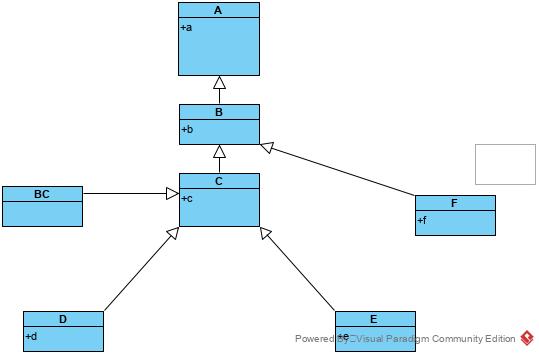 A
+a
B
+b
C
+c
BC
F
+f
D
+d
E
+e
Powered By Visual Paradigm Community Edition